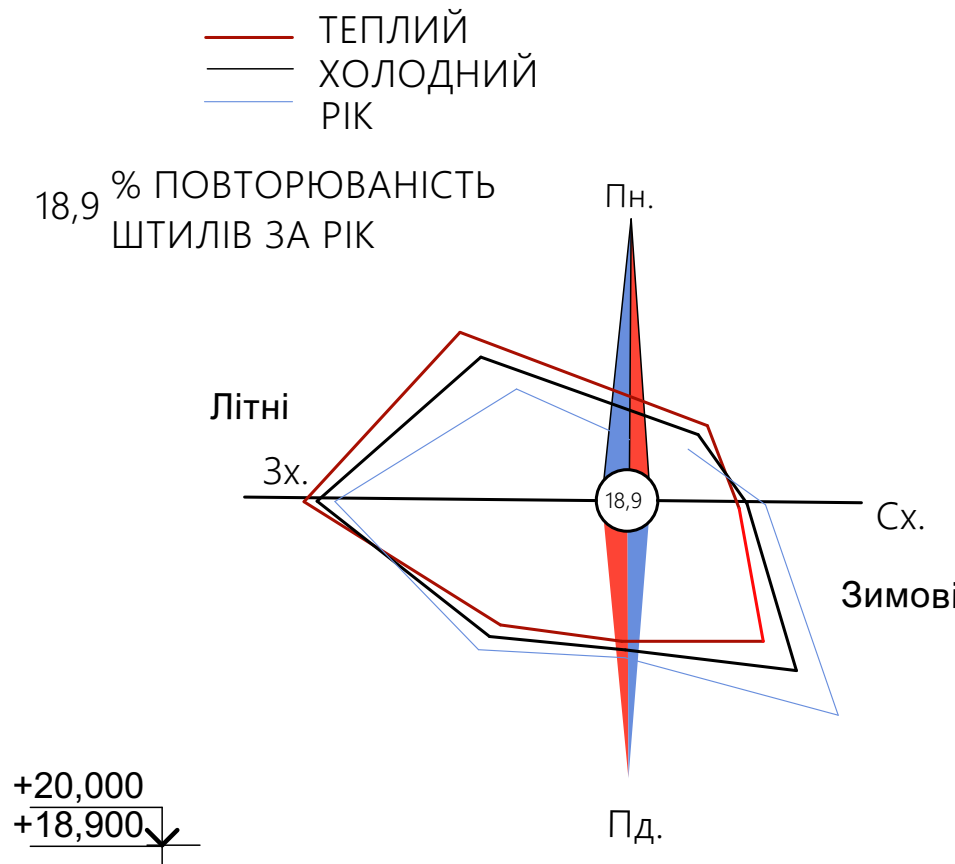 ТЕПЛИЙ
ХОЛОДНИЙ
РІК
18,9 % ПОВТОРЮВАНІСТЬ
ШТИЛІВ ЗА РІК
Пн.
Літні
Зх.
18,9
Сх.
Зимові
+20,000
+18,900
Пд.